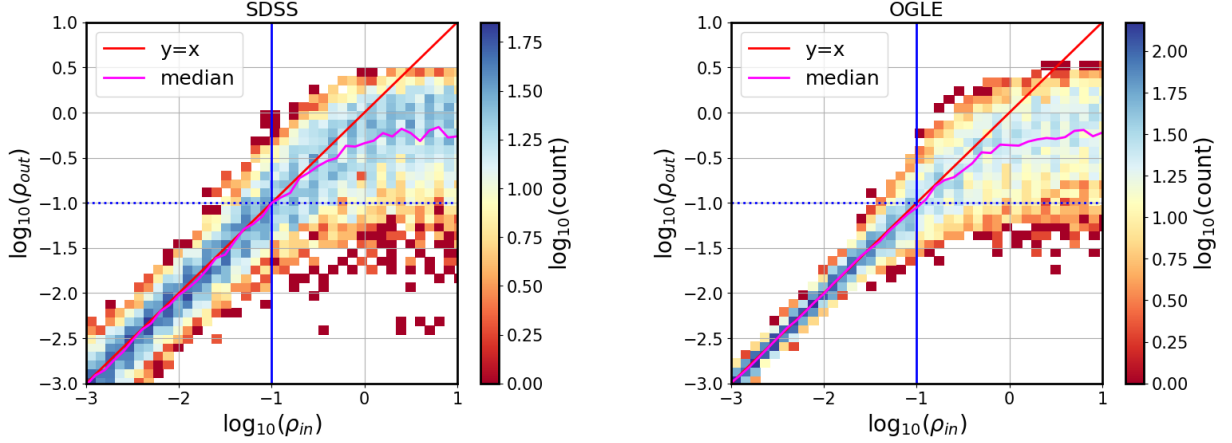 SDSS
1.0
0.5
0.0
−0.5
−1.0
−1.5
−2.0
−2.5
−3.0
log10(ρout)
y=x
median
−3 −2 −1 0 1
log10(ρin)
1.75
1.50
1.25
1.00
0.75
0.50
0.25
0.00
log10(count)
OGLE
1.0
0.5
0.0
−0.5
−1.0
−1.5
−2.0
−2.5
−3.0
log10(ρout)
y=x
median
−3 −2 −1 0 1
log10(ρin)
2.00
1.75
1.50
1.25
1.00
0.75
0.50
0.25
0.00
log10(count)